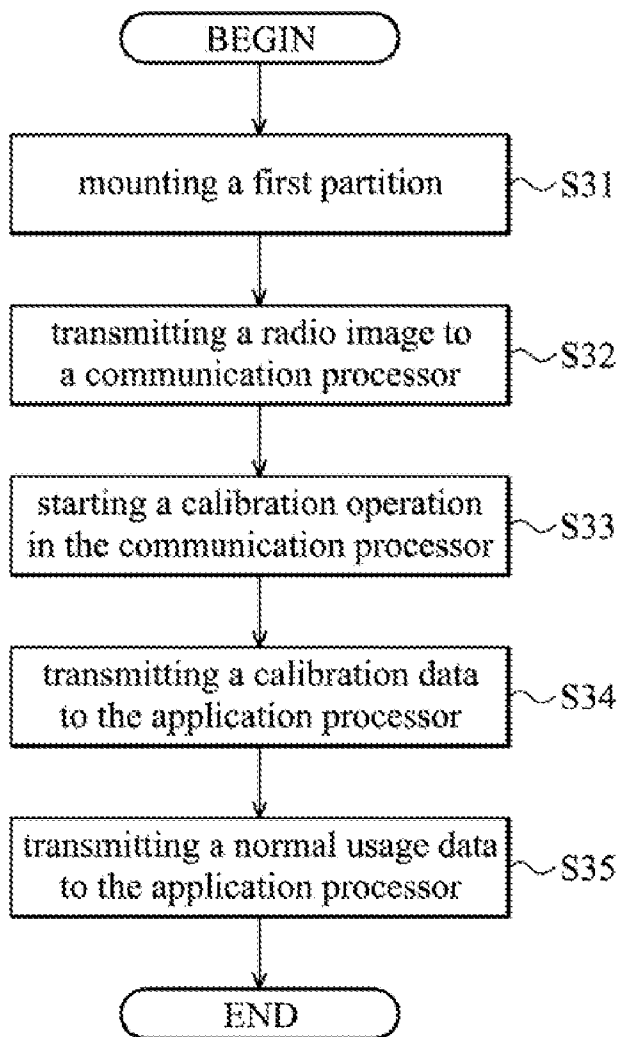 BEGIN
mounting a first partition
S31
transmitting a radio image to
a communication processor
S32
starting a calibration operation
in the communication processor
S33
transmitting a calibration data
to the application processor
S34
transmitting a normal usage data
to the application processor
S35
END